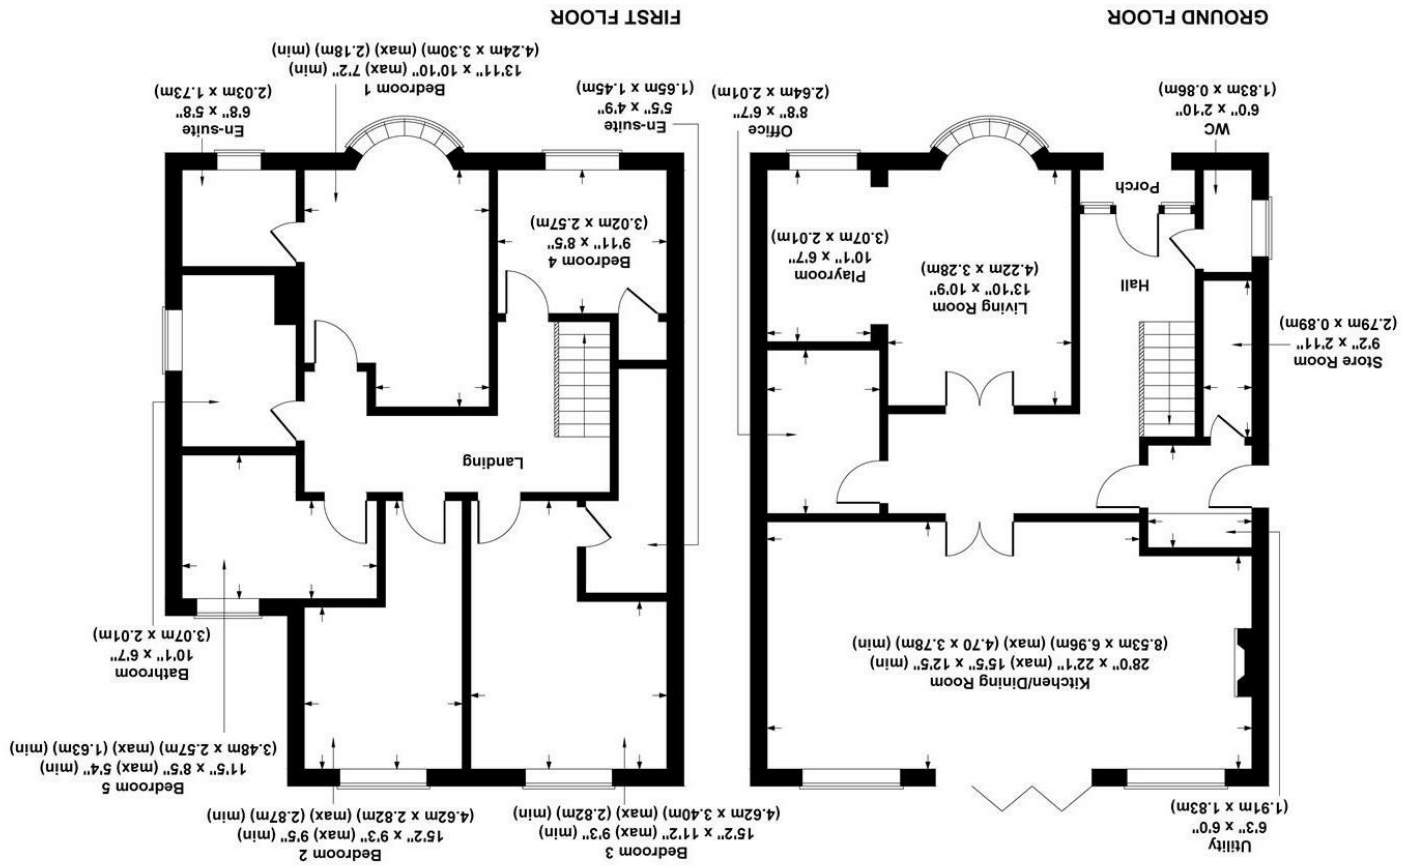 Utility
6'3" x 6'0"
(1.91m x 1.83m)
Kitchen/Dining Room
28'0" x 22'1" (max) 15'5" x 12'5" (min)
(8.53m x 6.96m) (max) (4.70 x 3.78m) (min)
Store Room
9'2" x 2'11"
(2.79m x 0.89m)
Hall
Living Room
13'10" x 10'9"
(4.22m x 3.28m)
Playroom
10'1" x 6'7"
(3.07m x 2.01m)
Porch
WC
6'0" x 2'10"
(1.83m x 0.86m)
Office
8'8" x 6'7"
(2.64m x 2.01m)
GROUND FLOOR
Bedroom 3
15'2" x 11'2" (max) 9'3" (min)
(4.62m x 3.40m) (max) (2.82m) (min)
Bedroom 2
15'2" x 9'3" (max) 9'5" (min)
(4.62m x 2.82m) (max) (2.87m) (min)
Bedroom 5
11'5" x 8'5" (max) 5'4" (min)
(3.48m x 2.57m) (max) (1.63m) (min)
Bathroom
10'1" x 6'7"
(3.07m x 2.01m)
Landing
Bedroom 4
9'11" x 8'5"
(3.02m x 2.57m)
En-suite
5'5" x 4'9"
(1.65m x 1.45m)
Bedroom 1
13'11" x 10'10" (max) 7'2" (min)
(4.24m x 3.30m) (max) (2.18m) (min)
En-suite
6'8" x 5'8"
(2.03m x 1.73m)
FIRST FLOOR